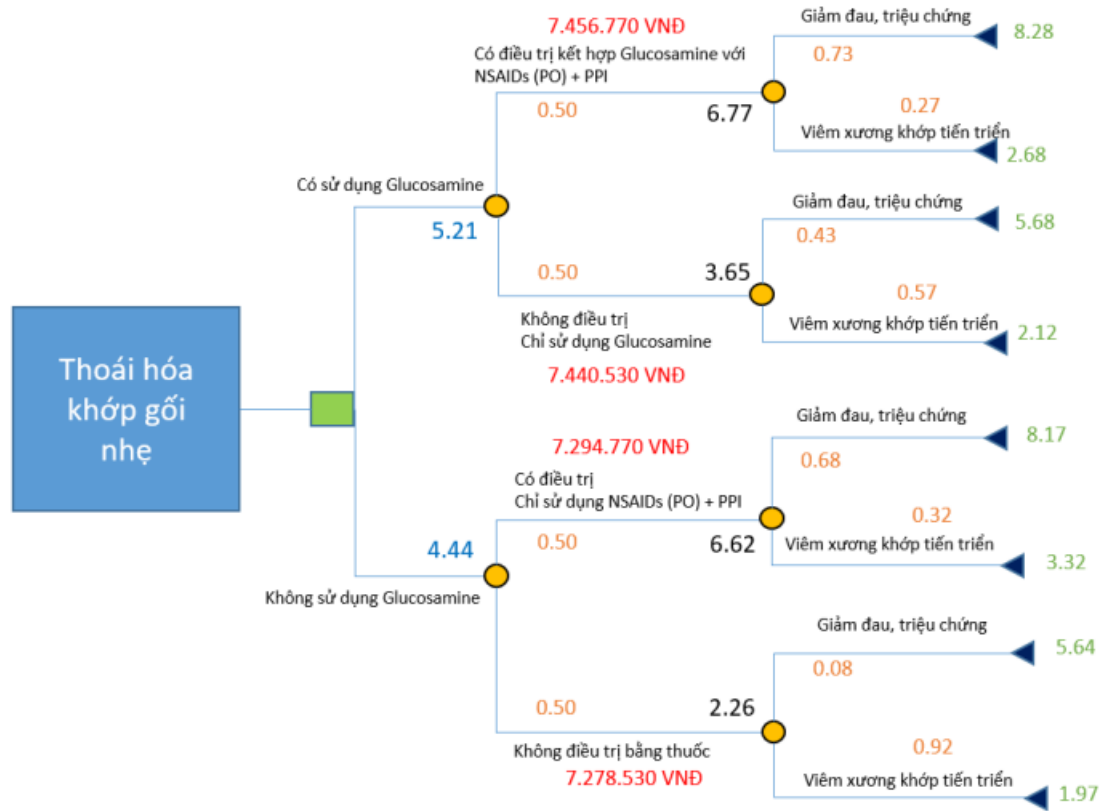 7.456.770 VNĐ
Giảm đau, triệu chứng
8.28
Có điều trị kết hợp Glucosamine với
NSAIDs (PO) + PPI
0.73
0.50
6.77
0.27
Viêm xương khớp tiến triển
2.68
Có sử dụng Glucosamine
5.21
Giảm đau, triệu chứng
5.68
0.43
0.50
3.65
0.57
Không điều trị
Chỉ sử dụng Glucosamine
Viêm xương khớp tiến triển
2.12
7.440.530 VNĐ
Thoái hóa
khớp gối
nhẹ
7.294.770 VNĐ
Giảm đau, triệu chứng
8.17
Có điều trị
Chỉ sử dụng NSAIDs (PO) + PPI
0.68
0.50
6.62
0.32
Viêm xương khớp tiến triển
3.32
4.44
Không sử dụng Glucosamine
Giảm đau, triệu chứng
5.64
0.08
0.50
2.26
0.92
Không điều trị bằng thuốc
7.278.530 VNĐ
Viêm xương khớp tiến triển
1.97